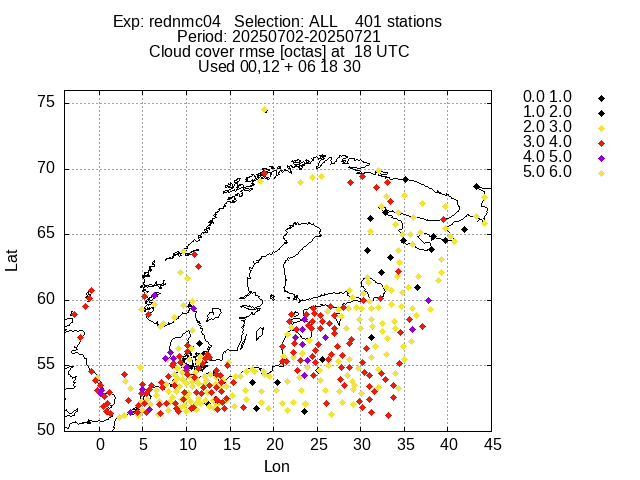 Exp: rednmc04 Selection: ALL 401 stations
Period: 20250702-20250721
Cloud cover rmse [octas] at 18 UTC
Used 00,12 + 06 18 30
0.0 1.0
1.0 2.0
2.0 3.0
3.0 4.0
4.0 5.0
5.0 6.0
75
70
65
60
55
50
Lat
0 5 10 15 20 25 30 35 40 45
Lon